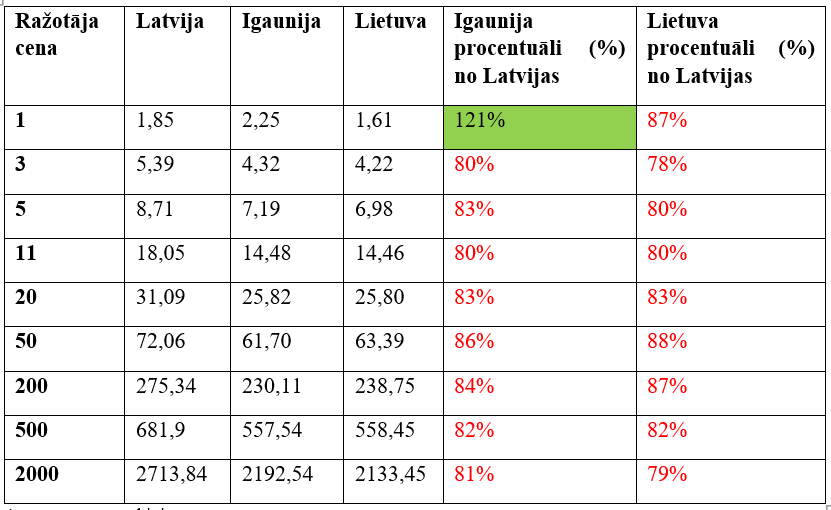 Ražotāja cena Latvija Igaunija Lietuva Igaunija procentuāli (%) no Latvijas Lietuva procentuāli (%) no Latvijas
1 1,85 2,25 1,61 121% 87%
3 5,39 4,32 4,22 80% 78%
5 8,71 7,19 6,98 83% 80%
11 18,05 14,48 14,46 80% 80%
20 31,09 25,82 25,80 83% 83%
50 72,06 61,70 63,39 86% 88%
200 275,34 230,11 238,75 84% 87%
500 681,9 557,54 558,45 82% 82%
2000 2713,84 2192,54 2133,45 81% 79%